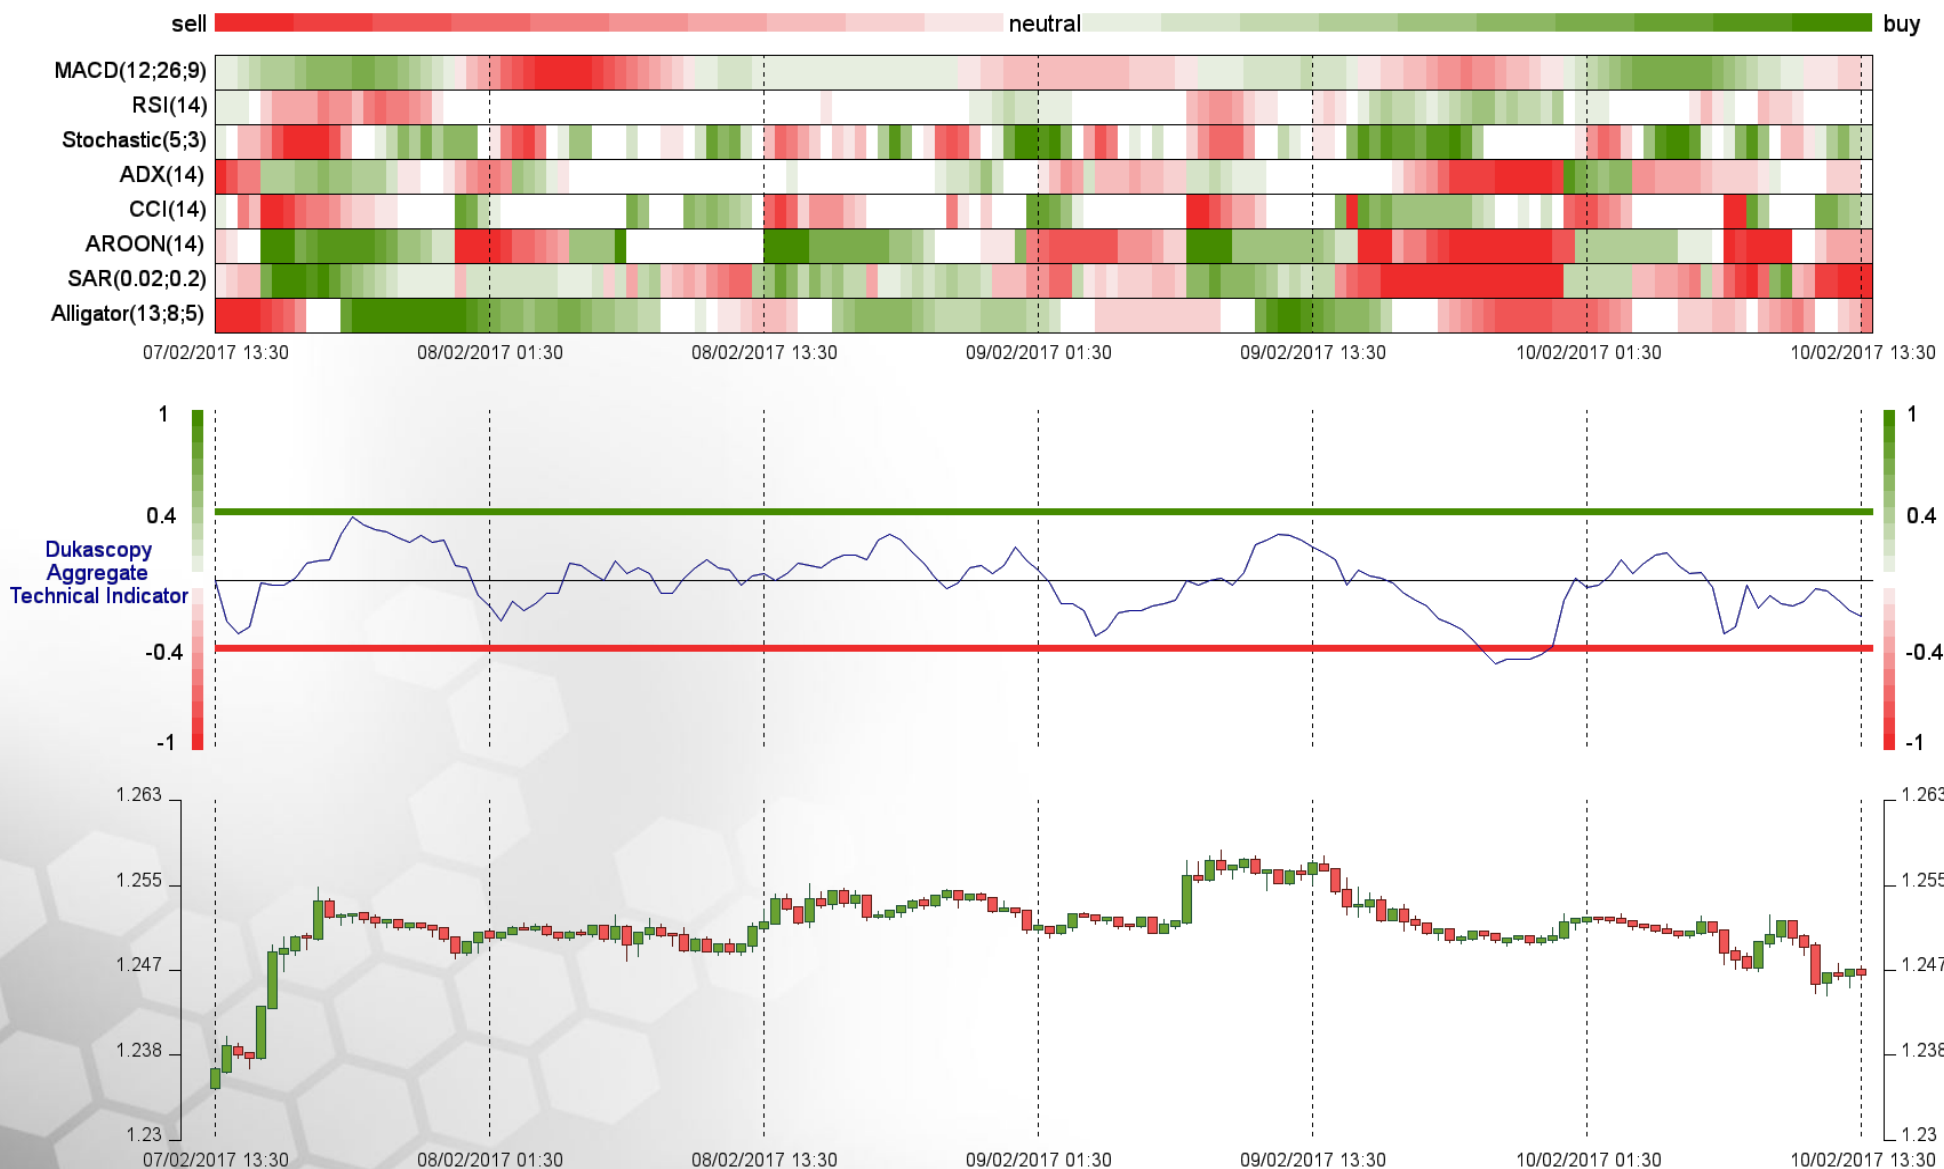 sell neutral buy
MACD(12;26;9)
RSI(14)
Stochastic(5;3)
ADX(14)
CCI(14)
AROON(14)
SAR(0.02;0.2)
Alligator(13;8;5)
07/02/2017 13:30 08/02/2017 01:30 08/02/2017 13:30 09/02/2017 01:30 09/02/2017 13:30 10/02/2017 01:30 10/02/2017 13:30
1 1
0.4 0.4
Dukascopy
Aggregate
Technical Indicator
-0.4 -0.4
-1 -1
1.263 1.263
1.255 1.255
1.247 1.247
1.238 1.238
1.23 1.23
07/02/2017 13:30 08/02/2017 01:30 08/02/2017 13:30 09/02/2017 01:30 09/02/2017 13:30 10/02/2017 01:30 10/02/2017 13:30